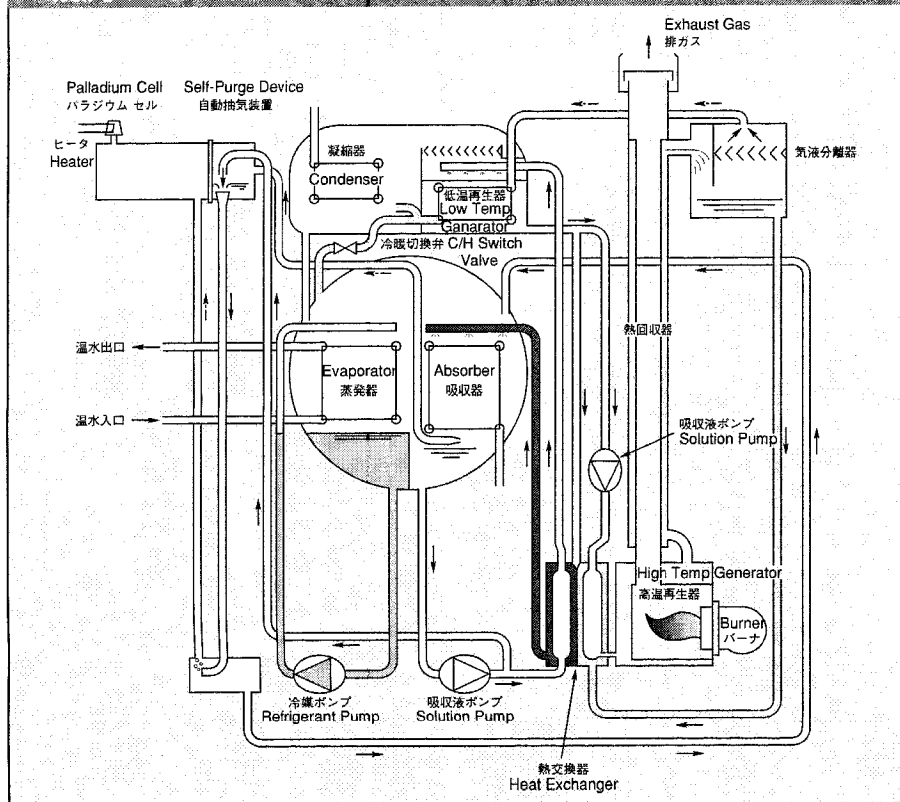 Exhaust Gas
排ガス
Palladium Cell
パラジウム セル
Self-Purge Device
自動抽気装置
ヒータ
Heater
凝縮器
Condenser
気液分離器
低温再生器
Low Temp
Ganarator
冷暖切換弁 C/H Switch
Valve
熱回収器
温水出口
Evaporator
蒸発器
Absorber
吸収器
温水入口
吸収液ポンプ
Solution Pump
High Temp Generator
高温再生器
Burner
バーナ
冷媒ポンプ
Refrigerant Pump
吸収液ポンプ
Solution Pump
熱交換器
Heat Exchanger